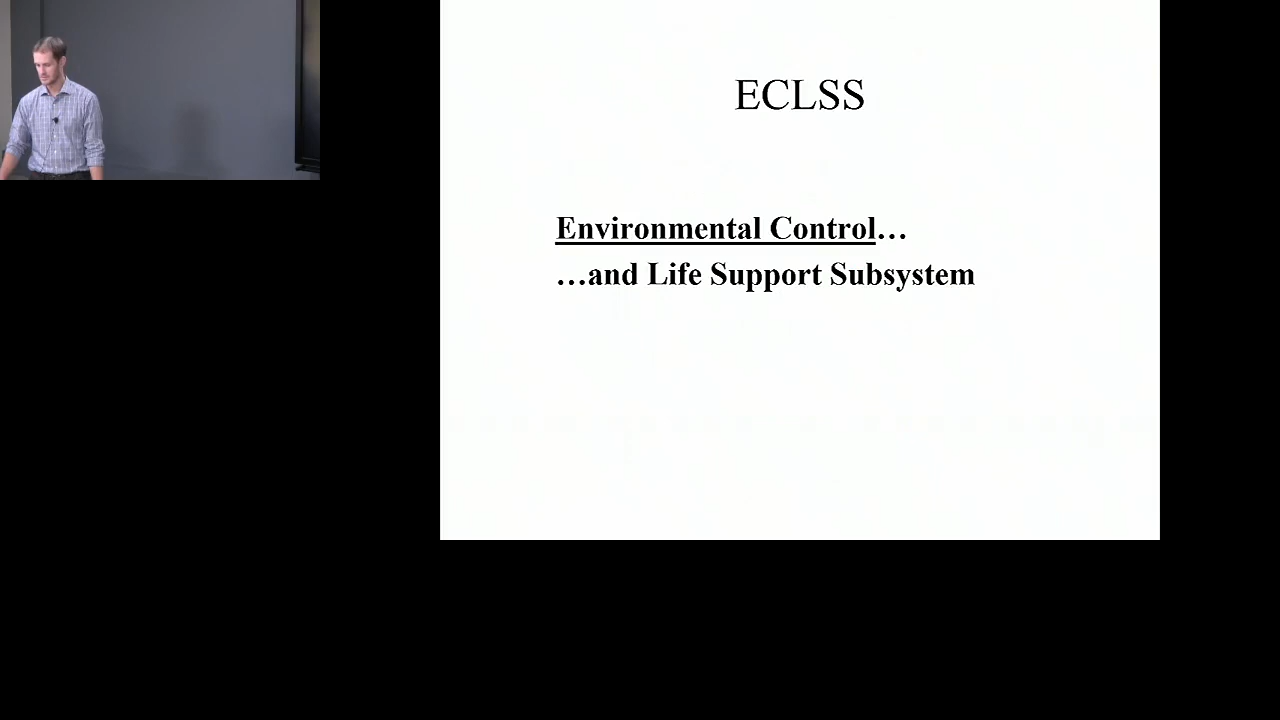 ECLSS
Environmental Control…
…and Life Support Subsystem